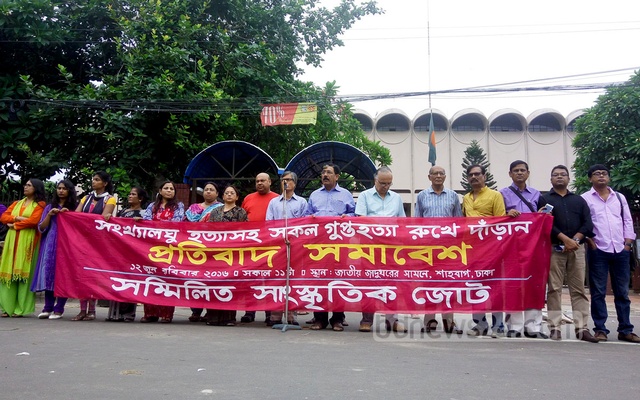 সংখ্যালঘু হত্যাসহ সকল গুপ্তহত্যা রুখে দাঁড়ান
প্রতিবাদ সমাবেশ
১২ জুন রবিবার ২০১৬ □ সকাল ১১টা □ স্থান : জাতীয় জাদুঘরের সামনে, শাহবাগ, ঢাকা
সম্মিলিত সাংস্কৃতিক জোট
bdnews24.com